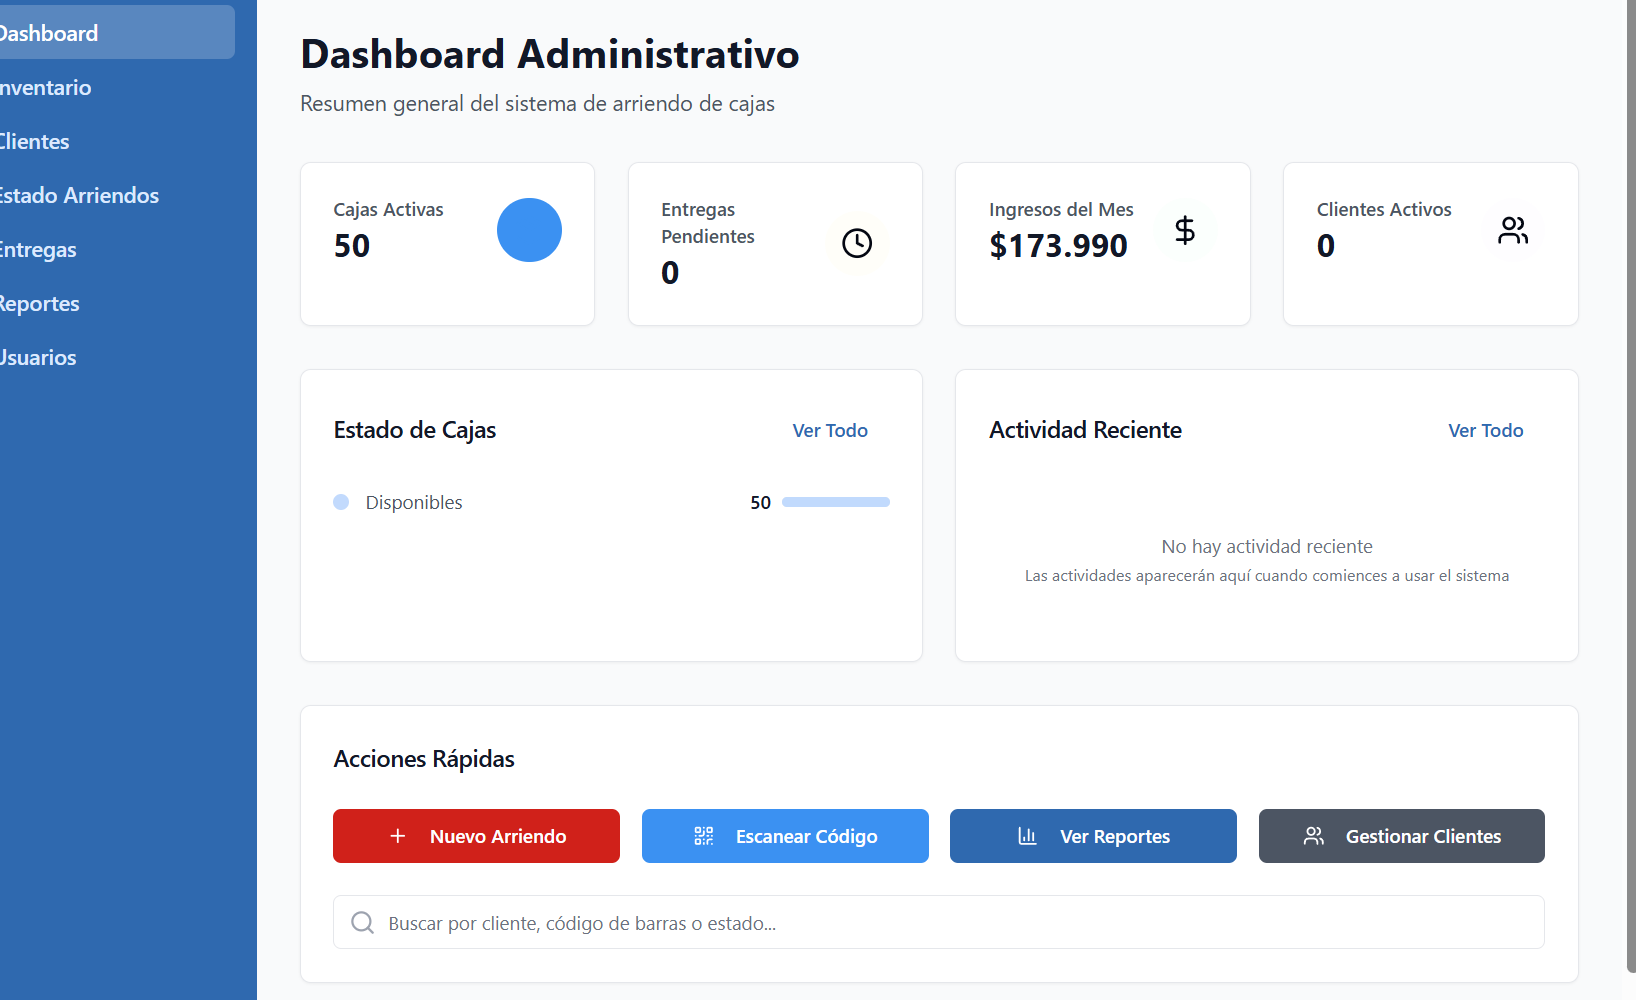 Dashboard
Inventario
Clientes
Estado Arriendos
Entregas
Reportes
Usuarios
Dashboard Administrativo
Resumen general del sistema de arriendo de cajas
Cajas Activas
50
Entregas
Pendientes
0
Ingresos del Mes
$173.990
Clientes Activos
0
Estado de Cajas
Ver Todo
Disponibles
50
Actividad Reciente
Ver Todo
No hay actividad reciente
Las actividades aparecerán aquí cuando comiences a usar el sistema
Acciones Rápidas
Nuevo Arriendo
Escanear Código
Ver Reportes
Gestionar Clientes
Buscar por cliente, código de barras o estado...